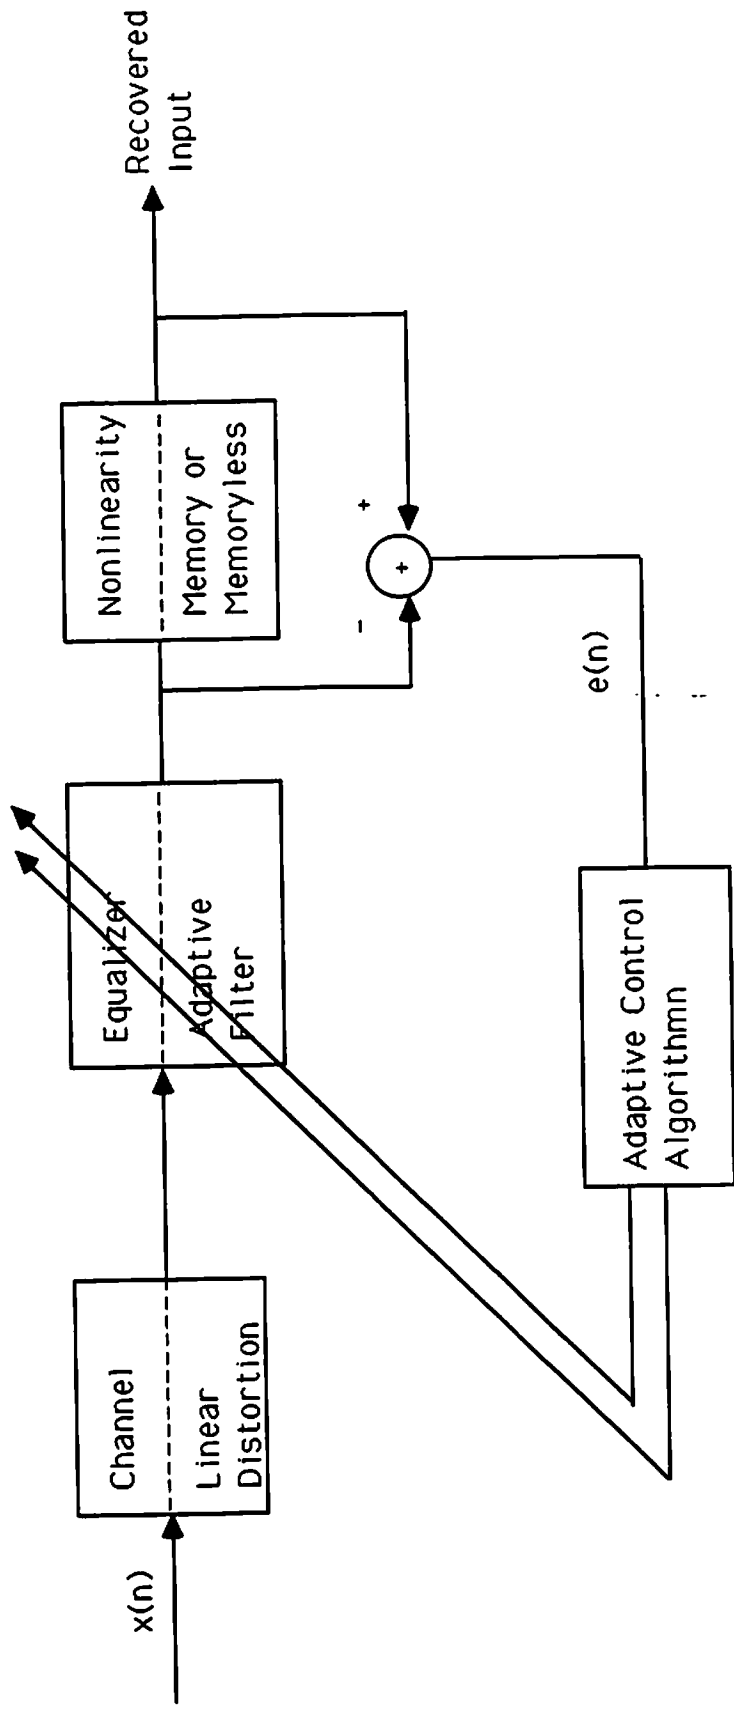 x(n)
Channel
Linear
Distortion
Equalizer
Adaptive
Filter
Nonlinearity
Memory or
Memoryless
Recovered
Input
-
+
+
e(n)
Adaptive Control
Algorithmn